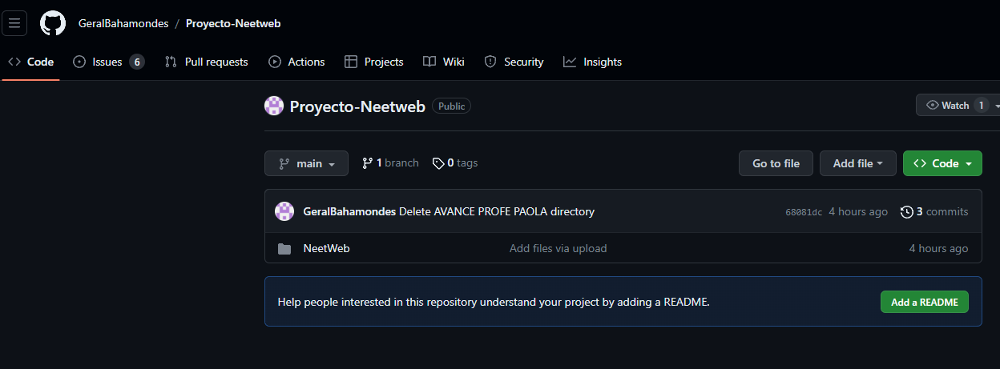 GeralBahamondes / Proyecto-Neetweb
Code Issues 6 Pull requests Actions Projects Wiki Security Insights
Proyecto-Neetweb Public
Watch 1
main 1 branch 0 tags Go to file Add file Code
GeralBahamondes Delete AVANCE PROFE PAOLA directory 68081dc 4 hours ago 3 commits
NeetWeb Add files via upload 4 hours ago
Help people interested in this repository understand your project by adding a README. Add a README